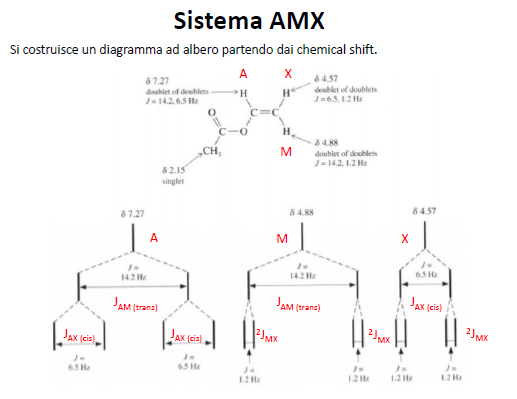 Sistema AMX
Si costruisce un diagramma ad albero partendo dai chemical shift.
δ 7.27
doublet of doublets
J = 14.2, 6.5 Hz
A
X
δ 4.57
doublet of doublets
J = 6.5, 1.2 Hz
H
H
O
C=C
C-O
H
CH3
M
δ 4.88
doublet of doublets
J = 14.2, 1.2 Hz
δ 2.15
singlet
δ 7.27
δ 4.88
δ 4.57
A
M
X
J =
14.2 Hz
J =
14.2 Hz
J =
6.5 Hz
JAM (trans)
JAM (trans)
JAX (cis)
JAX (cis)
JAX (cis)
2JMX
2JMX
2JMX
J =
6.5 Hz
J =
6.5 Hz
J =
1.2 Hz
J =
1.2 Hz
J =
1.2 Hz
J =
1.2 Hz